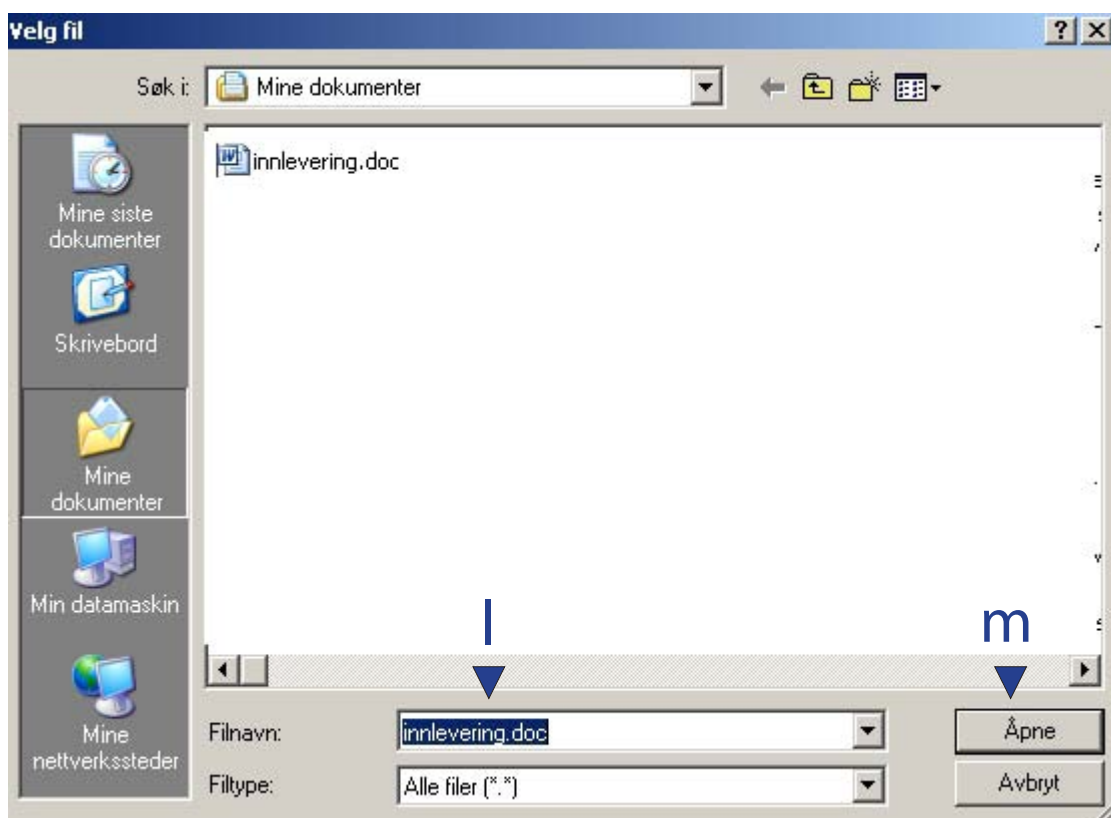 Velg fil
Søk i:
Mine dokumenter
innlevering.doc
Mine siste
dokumenter
Skrivebord
Mine
dokumenter
Min datamaskin
Mine
nettverkssteder
l
m
Filnavn:
innlevering.doc
Åpne
Filtype:
Alle filer (*.*)
Avbryt